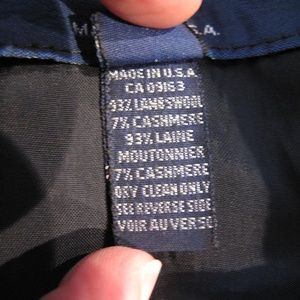 M S.A.
MADE IN U.S.A.
CA 09163
93% LAMBSWOOL
7% CASHMERE
93% LAINE
MOUTONNIER
7% CASHMERE
DRY CLEAN ONLY
SEE REVERSE SIDE
VOIR AU VERSO